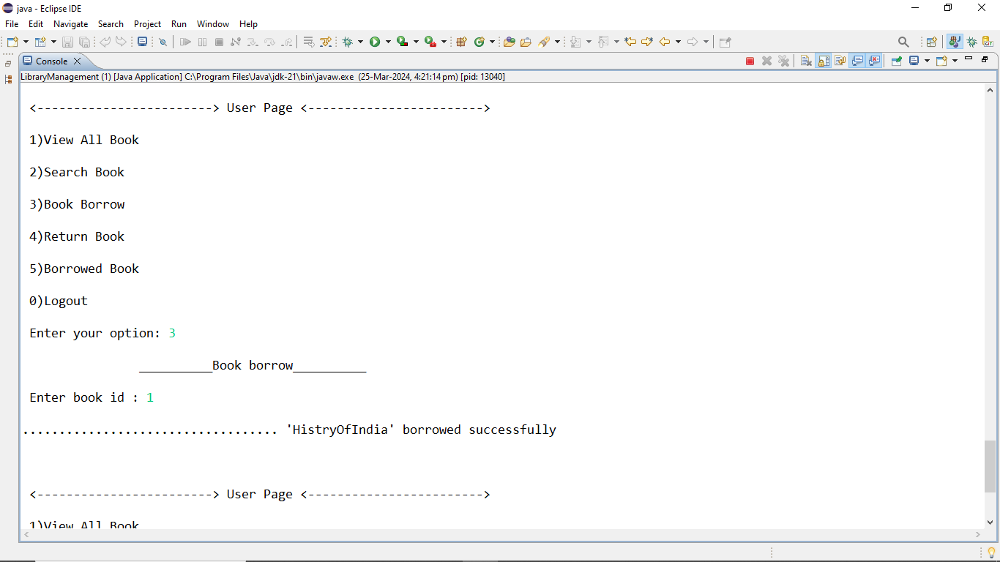 java - Eclipse IDE
File Edit Navigate Search Project Run Window Help
Console
LibraryManagement (1) [Java Application] C:\Program Files\Java\jdk-21\bin\javaw.exe (25-Mar-2024, 4:21:14 pm) [pid: 13040]
<------------------------> User Page <------------------------>
1)View All Book
2)Search Book
3)Book Borrow
4)Return Book
5)Borrowed Book
0)Logout
Enter your option: 3
__________Book borrow__________
Enter book id : 1
................................... 'HistryOfIndia' borrowed successfully
<------------------------> User Page <------------------------>
1)View All Book